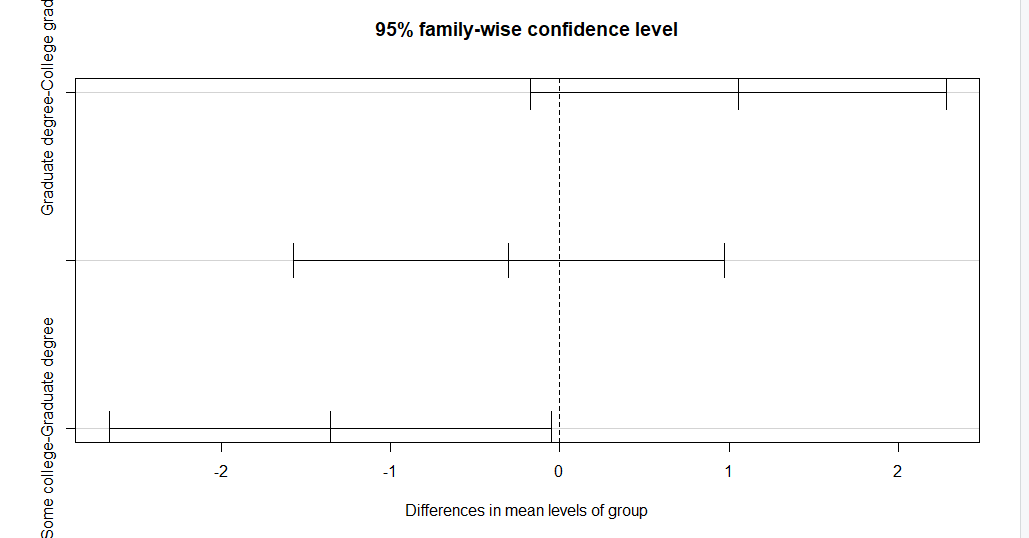 95% family-wise confidence level
Graduate degree-College grad
Some college-Graduate degree
-2 -1 0 1 2
Differences in mean levels of group